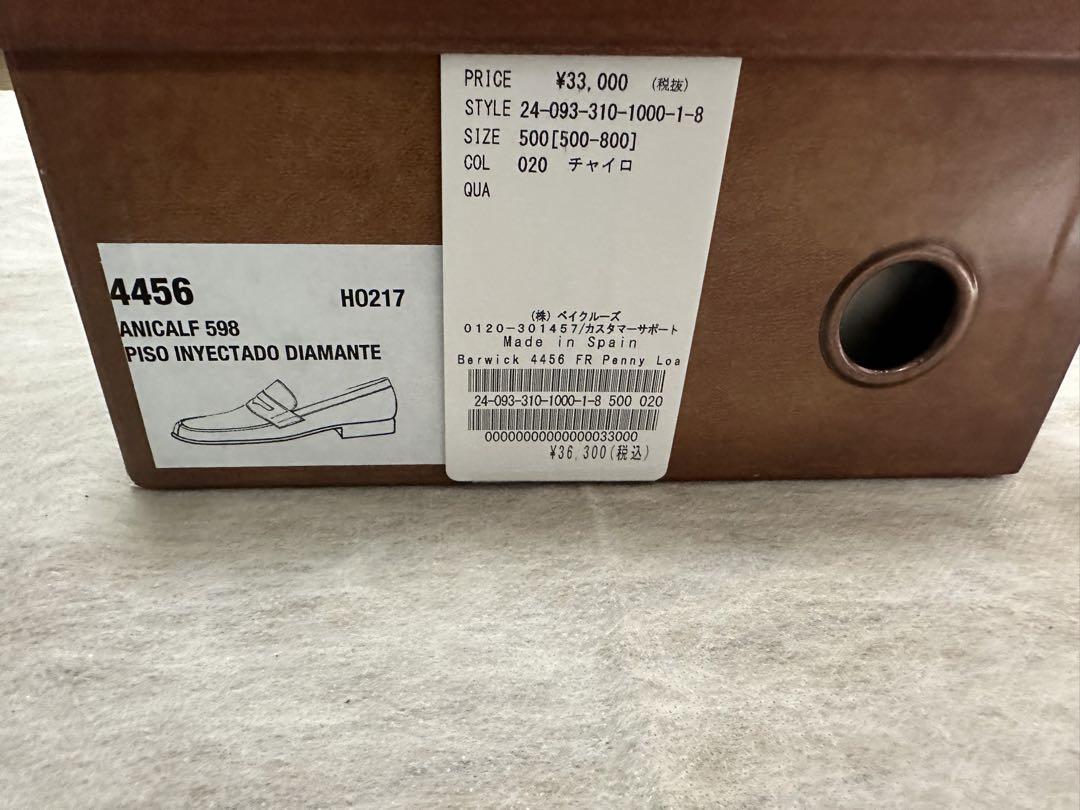 PRICE ¥33,000 (税抜)
STYLE 24-093-310-1000-1-8
SIZE 500[500-800]
COL 020 チャイロ
QUA
(株) ベイクルーズ
0120-301457/カスタマーサポート
Made in Spain
Berwick 4456 FR Penny Loa
24-093-310-1000-1-8 500 020
00000000000000033000
¥36,300(税込)
4456 H0217
ANICALF 598
PISO INYECTADO DIAMANTE